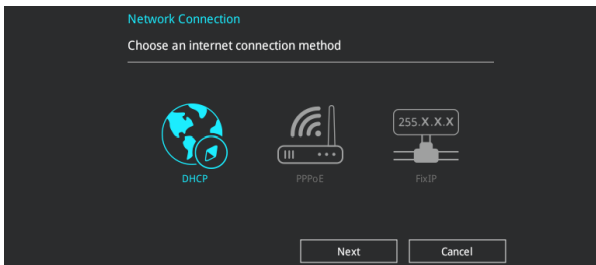 Network Connection
Choose an internet connection method
255.X.X.X
DHCP PPPoE FixIP
Next Cancel